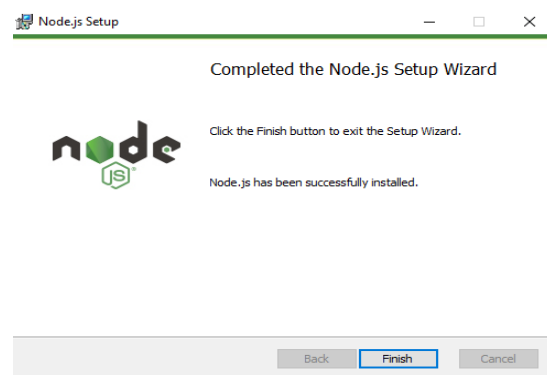 Node.js Setup
Completed the Node.js Setup Wizard
Click the Finish button to exit the Setup Wizard.
node
JS
Node.js has been successfully installed.
Back Finish Cancel